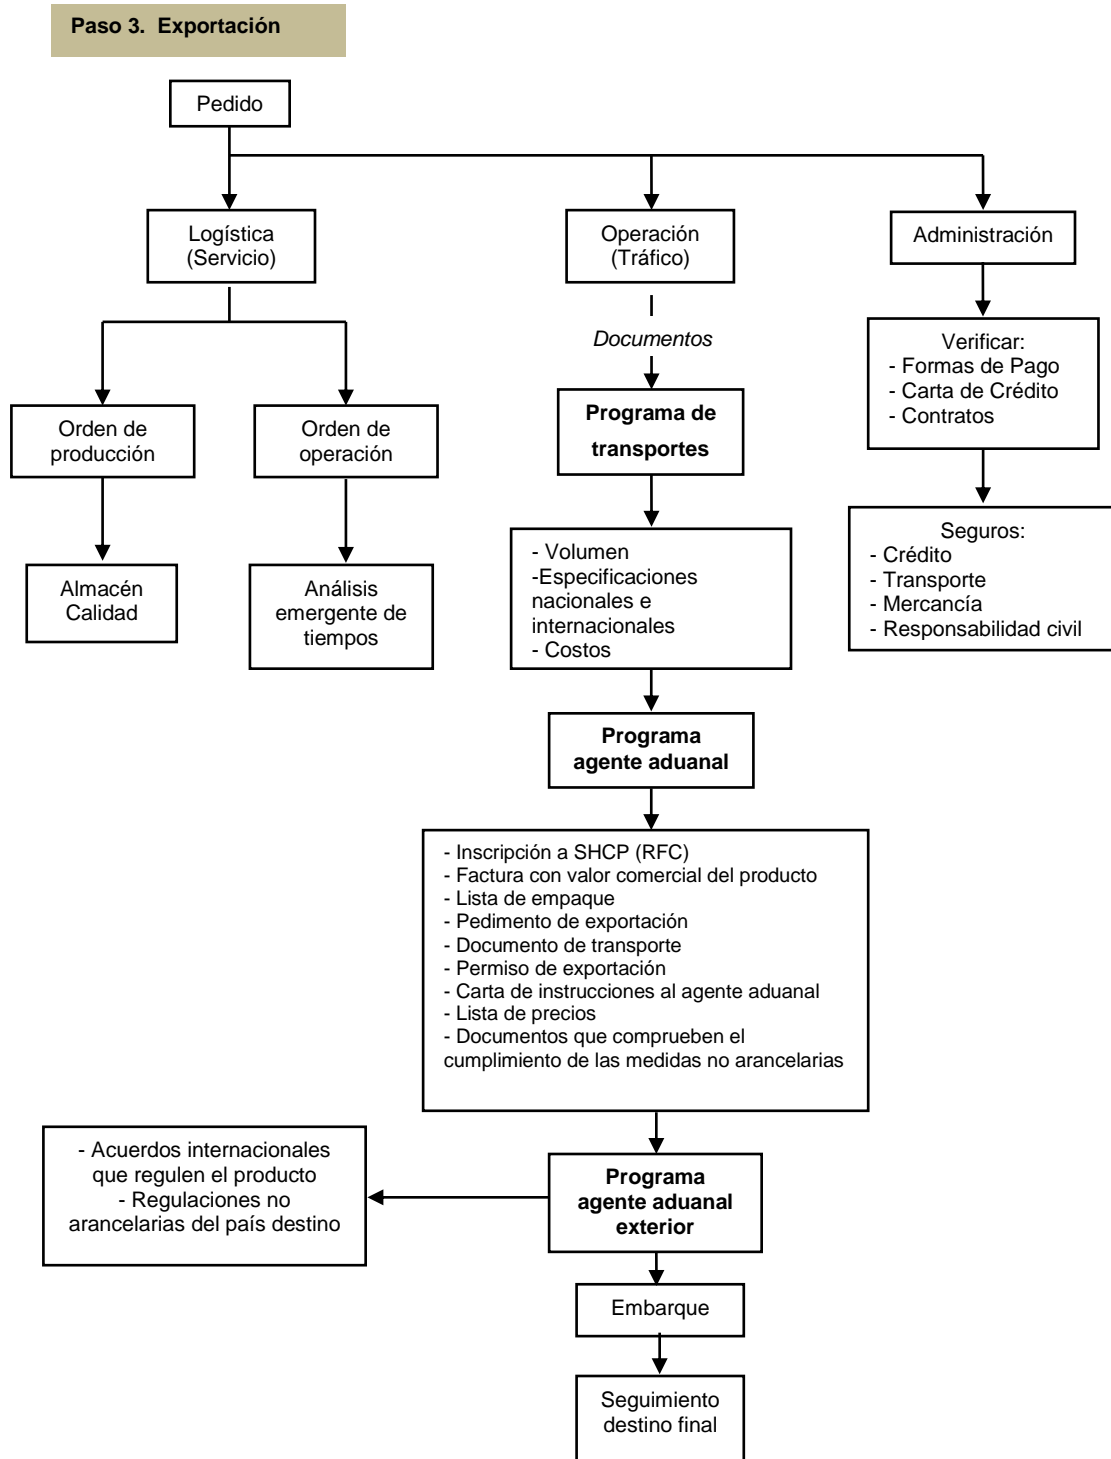 Paso 3.  Exportación
Pedido
Logística
(Servicio)
Operación
(Tráfico)
Administración
Documentos
Verificar:
- Formas de Pago
- Carta de Crédito
- Contratos
Orden de
producción
Orden de
operación
Programa de
transportes
Seguros:
- Crédito
- Transporte
- Mercancía
- Responsabilidad civil
Almacén
Calidad
Análisis
emergente de
tiempos
- Volumen
-Especificaciones
nacionales e
internacionales
- Costos
Programa
agente aduanal
- Inscripción a SHCP (RFC)
- Factura con valor comercial del producto
- Lista de empaque
- Pedimento de exportación
- Documento de transporte
- Permiso de exportación
- Carta de instrucciones al agente aduanal
- Lista de precios
- Documentos que comprueben el
cumplimiento de las medidas no arancelarias
- Acuerdos internacionales
que regulen el producto
- Regulaciones no
arancelarias del país destino
Programa
agente aduanal
exterior
Embarque
Seguimiento
destino final